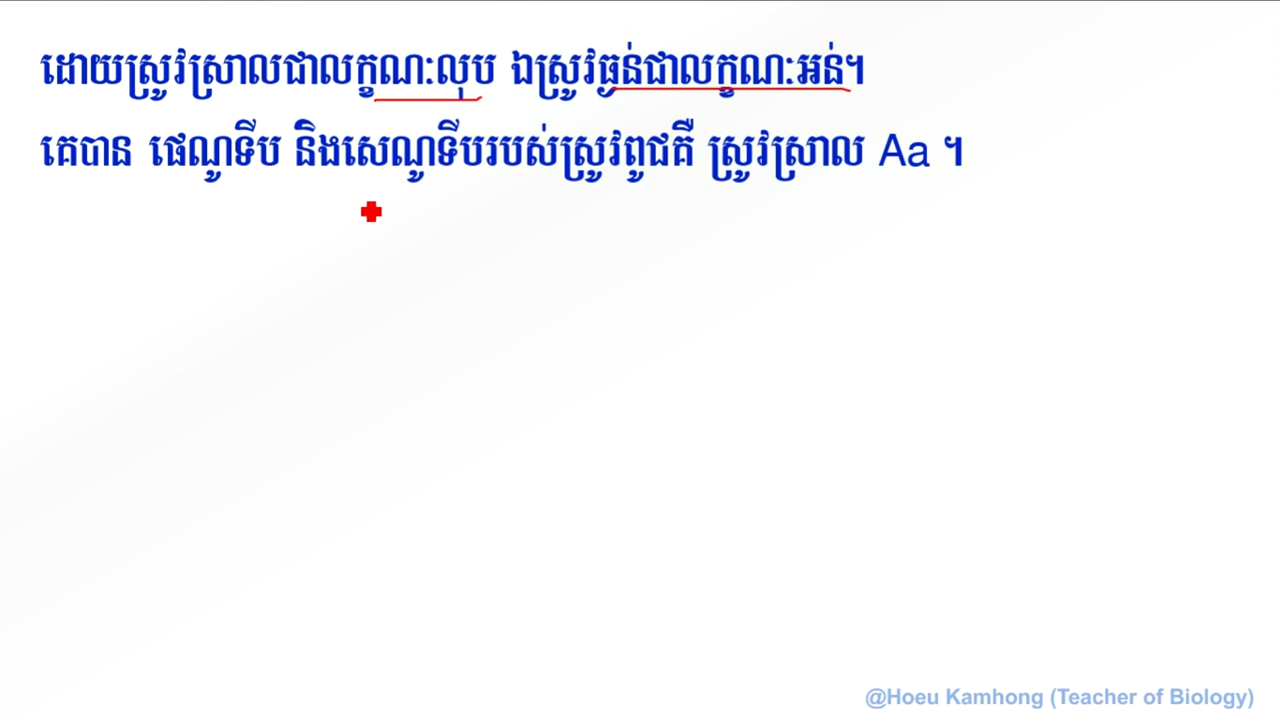 ដោយស្រូវស្រាលជាលក្ខណៈលុប ឯស្រូវធ្ងន់ជាលក្ខណៈអន់។
គេបាន ផេណូទីប និងសេណូទីបរបស់ស្រូវពូជគឺ ស្រូវស្រាល Aa ។
@Hoeu Kamhong (Teacher of Biology)